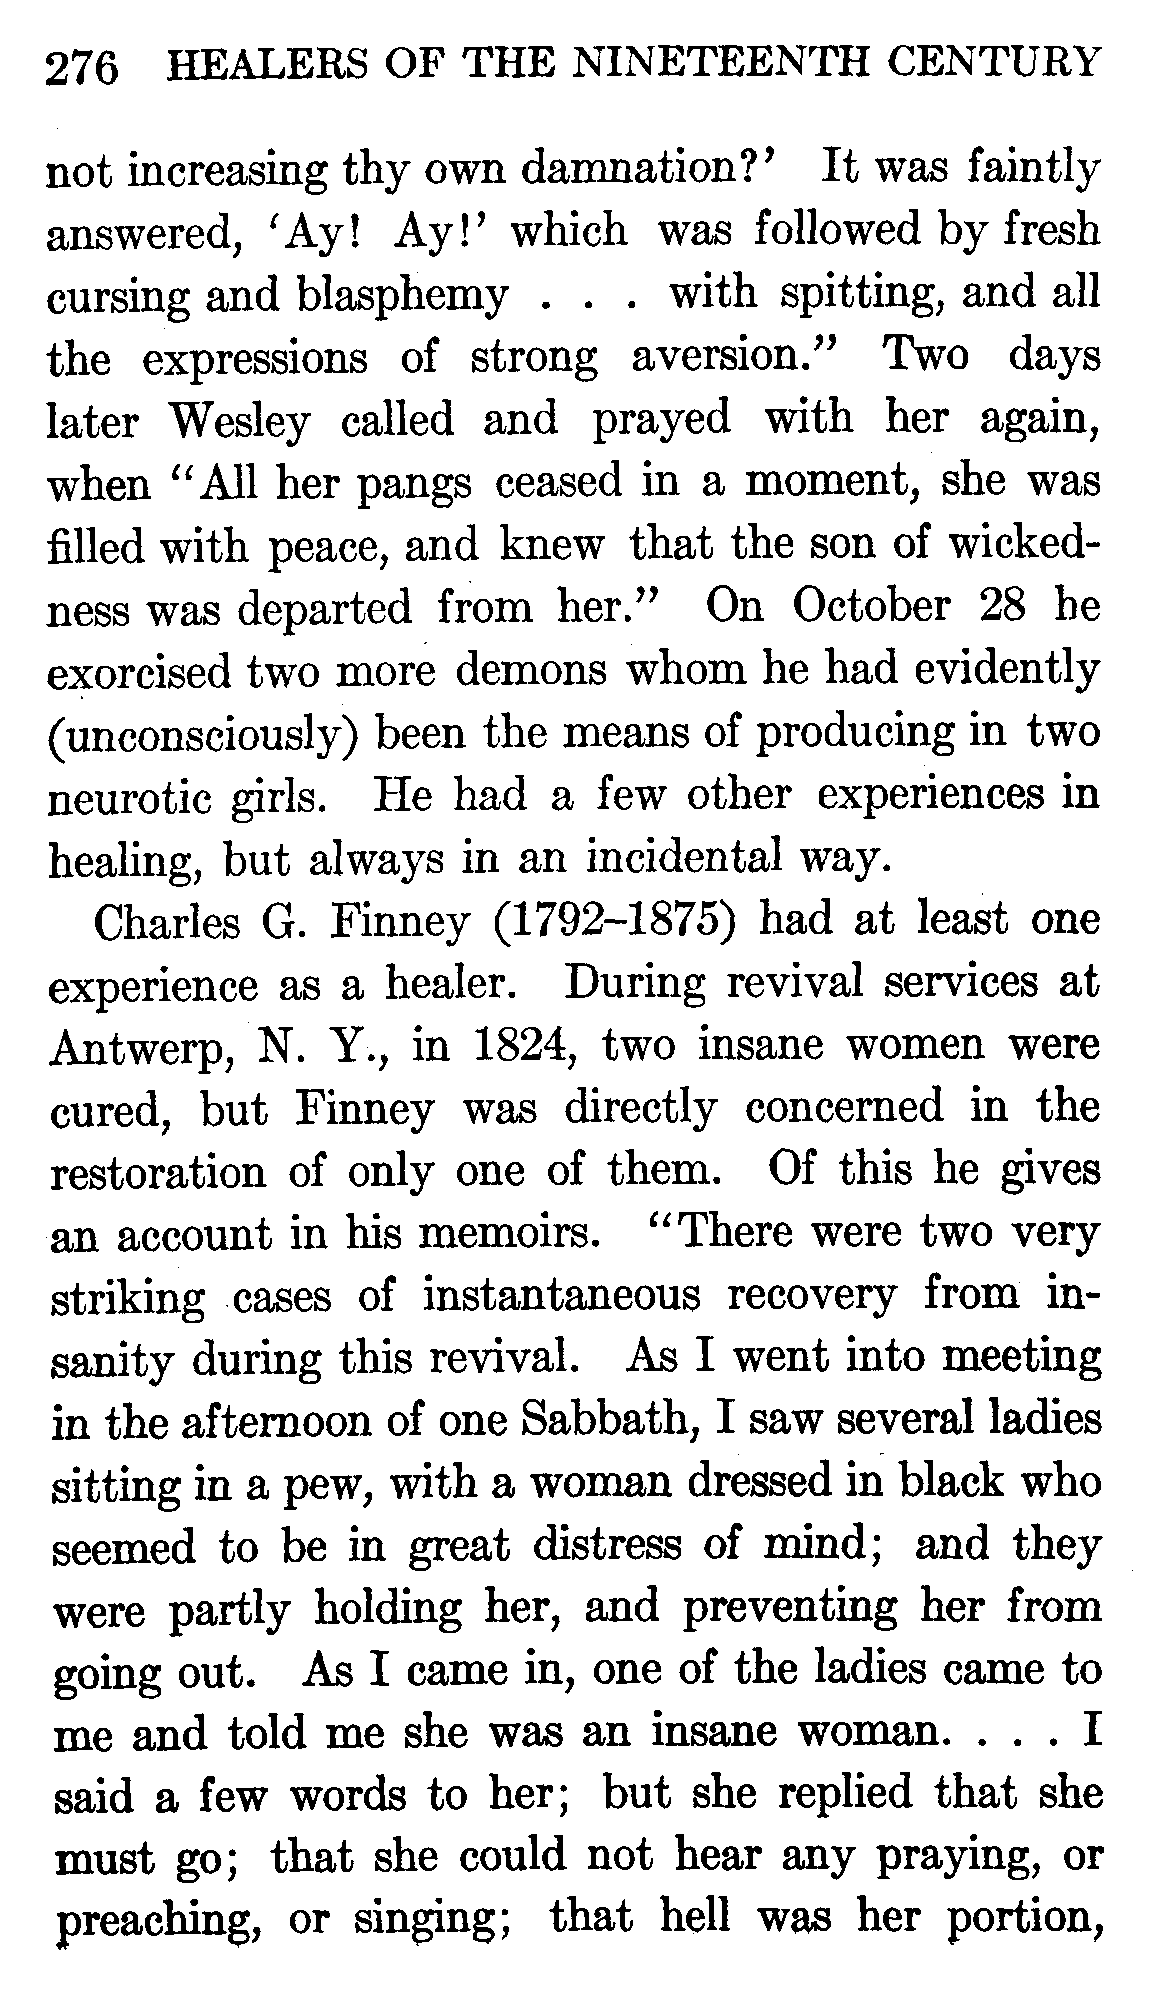 276 HEALERS OF THE NINETEENTH CENTURY
not increasing thy own damnation?' It was faintly
answered, 'Ay! Ay!' which was followed by fresh
cursing and blasphemy . . . with spitting, and all
the expressions of strong aversion." Two days
later Wesley called and prayed with her again,
when "All her pangs ceased in a moment, she was
filled with peace, and knew that the son of wicked-
ness was departed from her." On October 28 he
exorcised two more demons whom he had evidently
(unconsciously) been the means of producing in two
neurotic girls. He had a few other experiences in
healing, but always in an incidental way.
Charles G. Finney (1792–1875) had at least one
experience as a healer. During revival services at
Antwerp, N. Y., in 1824, two insane women were
cured, but Finney was directly concerned in the
restoration of only one of them. Of this he gives
an account in his memoirs. "There were two very
striking cases of instantaneous recovery from in-
sanity during this revival. As I went into meeting
in the afternoon of one Sabbath, I saw several ladies
sitting in a pew, with a woman dressed in black who
seemed to be in great distress of mind; and they
were partly holding her, and preventing her from
going out. As I came in, one of the ladies came to
me and told me she was an insane woman. . . . I
said a few words to her; but she replied that she
must go; that she could not hear any praying, or
preaching, or singing; that hell was her portion,